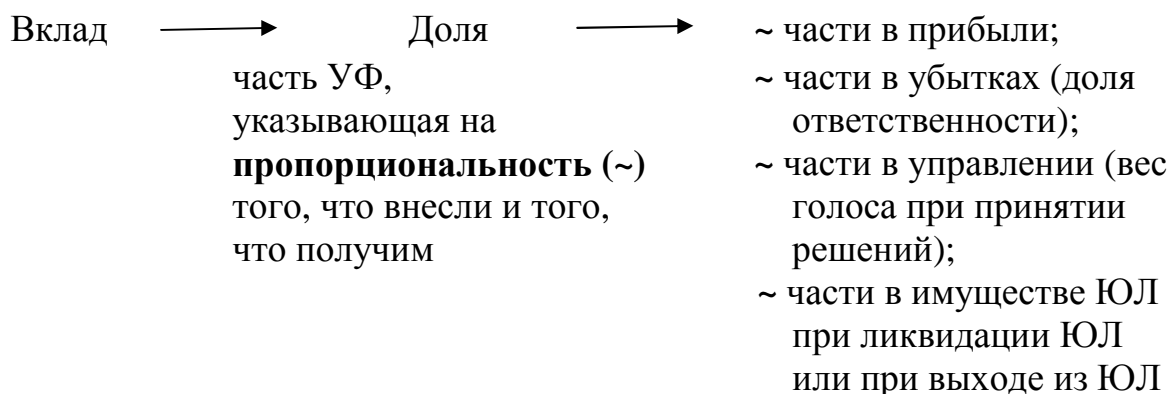 Вклад Доля ~ части в прибыли;
часть УФ,
указывающая на
пропорциональность (~)
того, что внесли и того,
что получим
~ части в убытках (доля
ответственности);
~ части в управлении (вес
голоса при принятии
решений);
~ части в имуществе ЮЛ
при ликвидации ЮЛ
или при выходе из ЮЛ